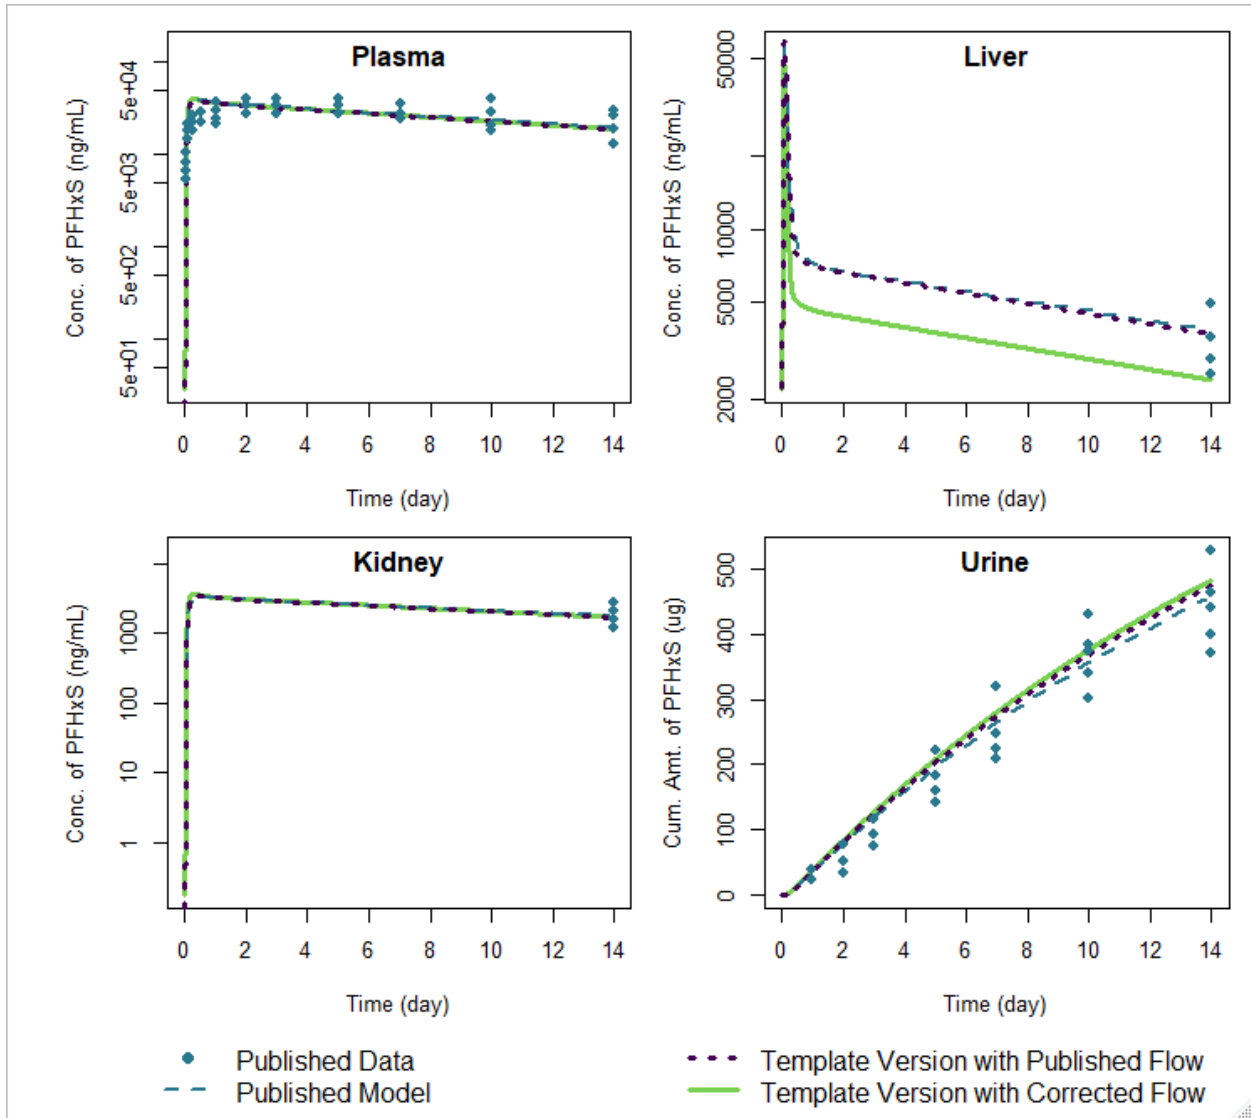 Plasma
Conc. of PFHxS (ng/mL)
5e+04
5e+03
5e+02
5e+01
0 2 4 6 8 10 12 14
Time (day)
Liver
Conc. of PFHxS (ng/mL)
50000
10000
5000
2000
0 2 4 6 8 10 12 14
Time (day)
Kidney
Conc. of PFHxS (ng/mL)
1000
100
10
1
0 2 4 6 8 10 12 14
Time (day)
Urine
Cum. Amt. of PFHxS (ug)
500
400
300
200
100
0
0 2 4 6 8 10 12 14
Time (day)
Published Data
Published Model
Template Version with Published Flow
Template Version with Corrected Flow